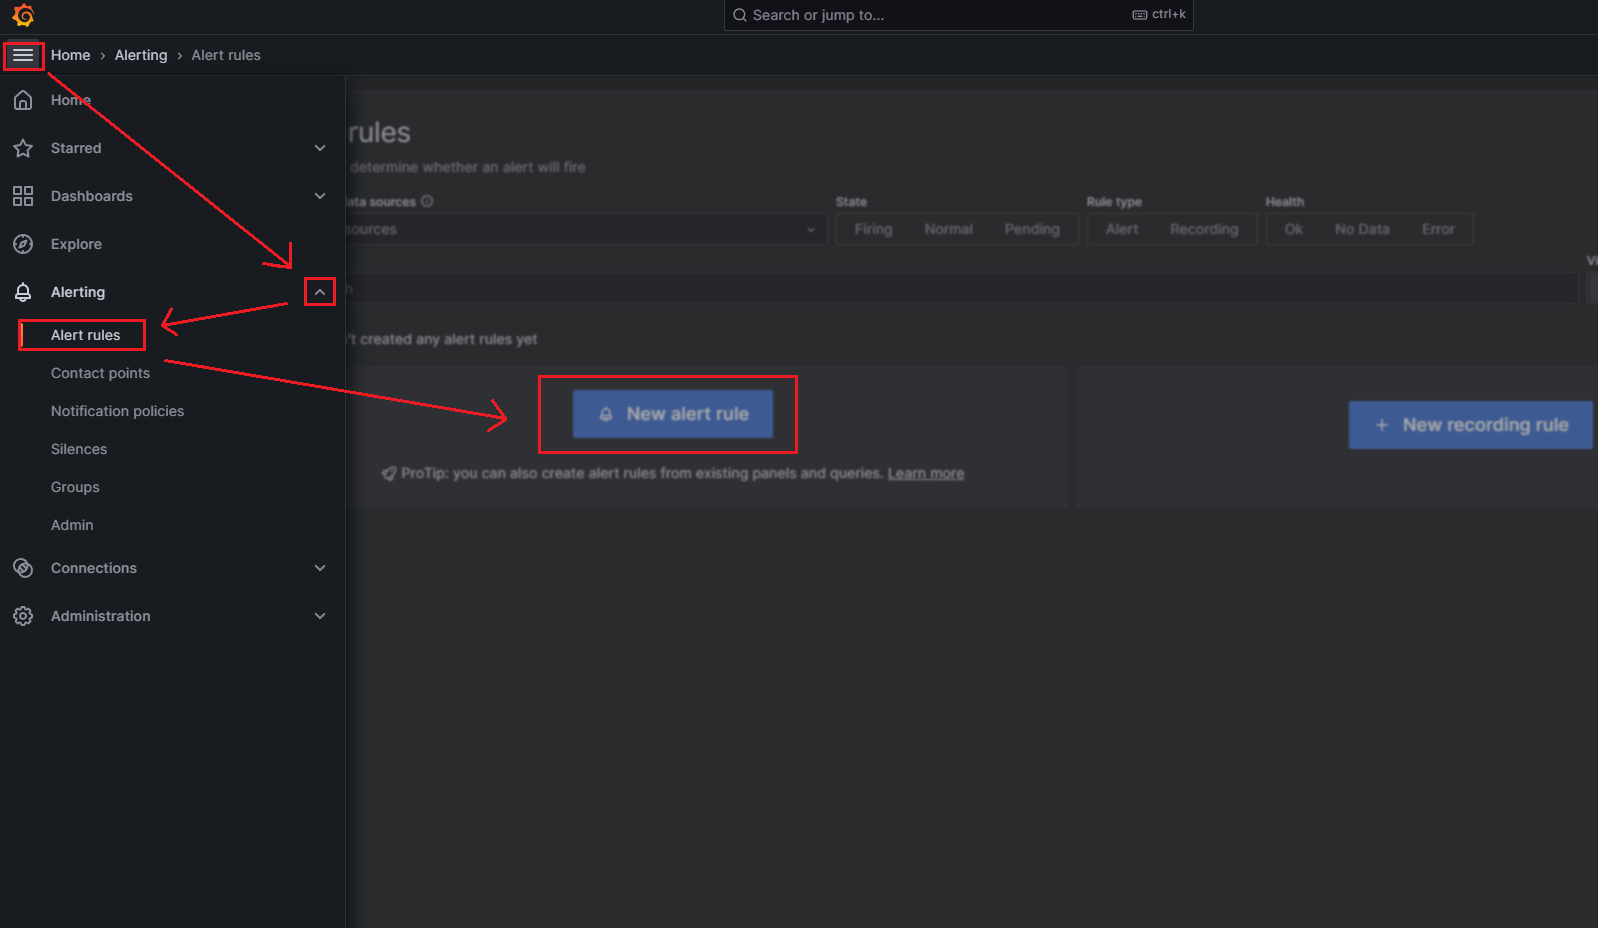 Search or jump to...
ctrl+k
Home › Alerting › Alert rules
Home
Starred
Dashboards
Explore
Alerting
Alert rules
Contact points
Notification policies
Silences
Groups
Admin
Connections
Administration
rules
determine whether an alert will fire
data sources
State
Rule type
Health
sources
Firing
Normal
Pending
Alert
Recording
Ok
No Data
Error
't created any alert rules yet
New alert rule
ProTip: you can also create alert rules from existing panels and queries. Learn more
New recording rule